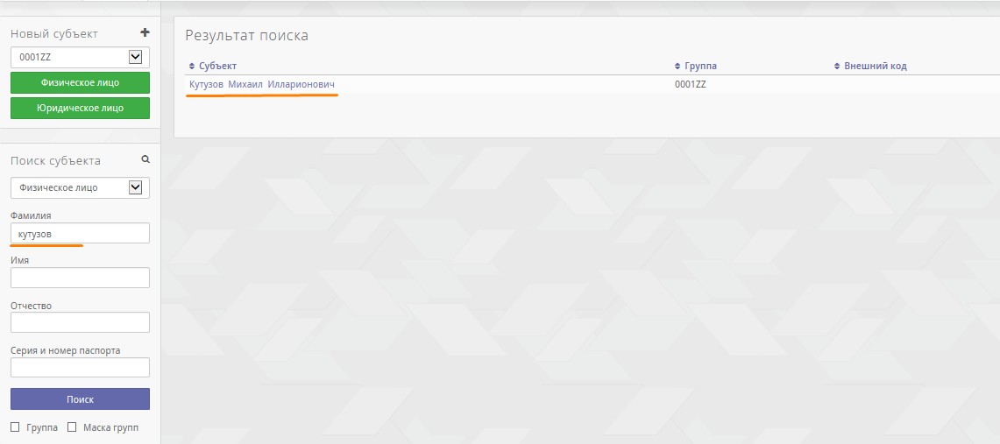 Новый субъект
0001ZZ
Физическое лицо
Юридическое лицо
Поиск субъекта
Физическое лицо
Фамилия
кутузов
Имя
Отчество
Серия и номер паспорта
Поиск
Группа Маска групп
Результат поиска
Субъект Группа Внешний код
Кутузов Михаил Илларионович 0001ZZ